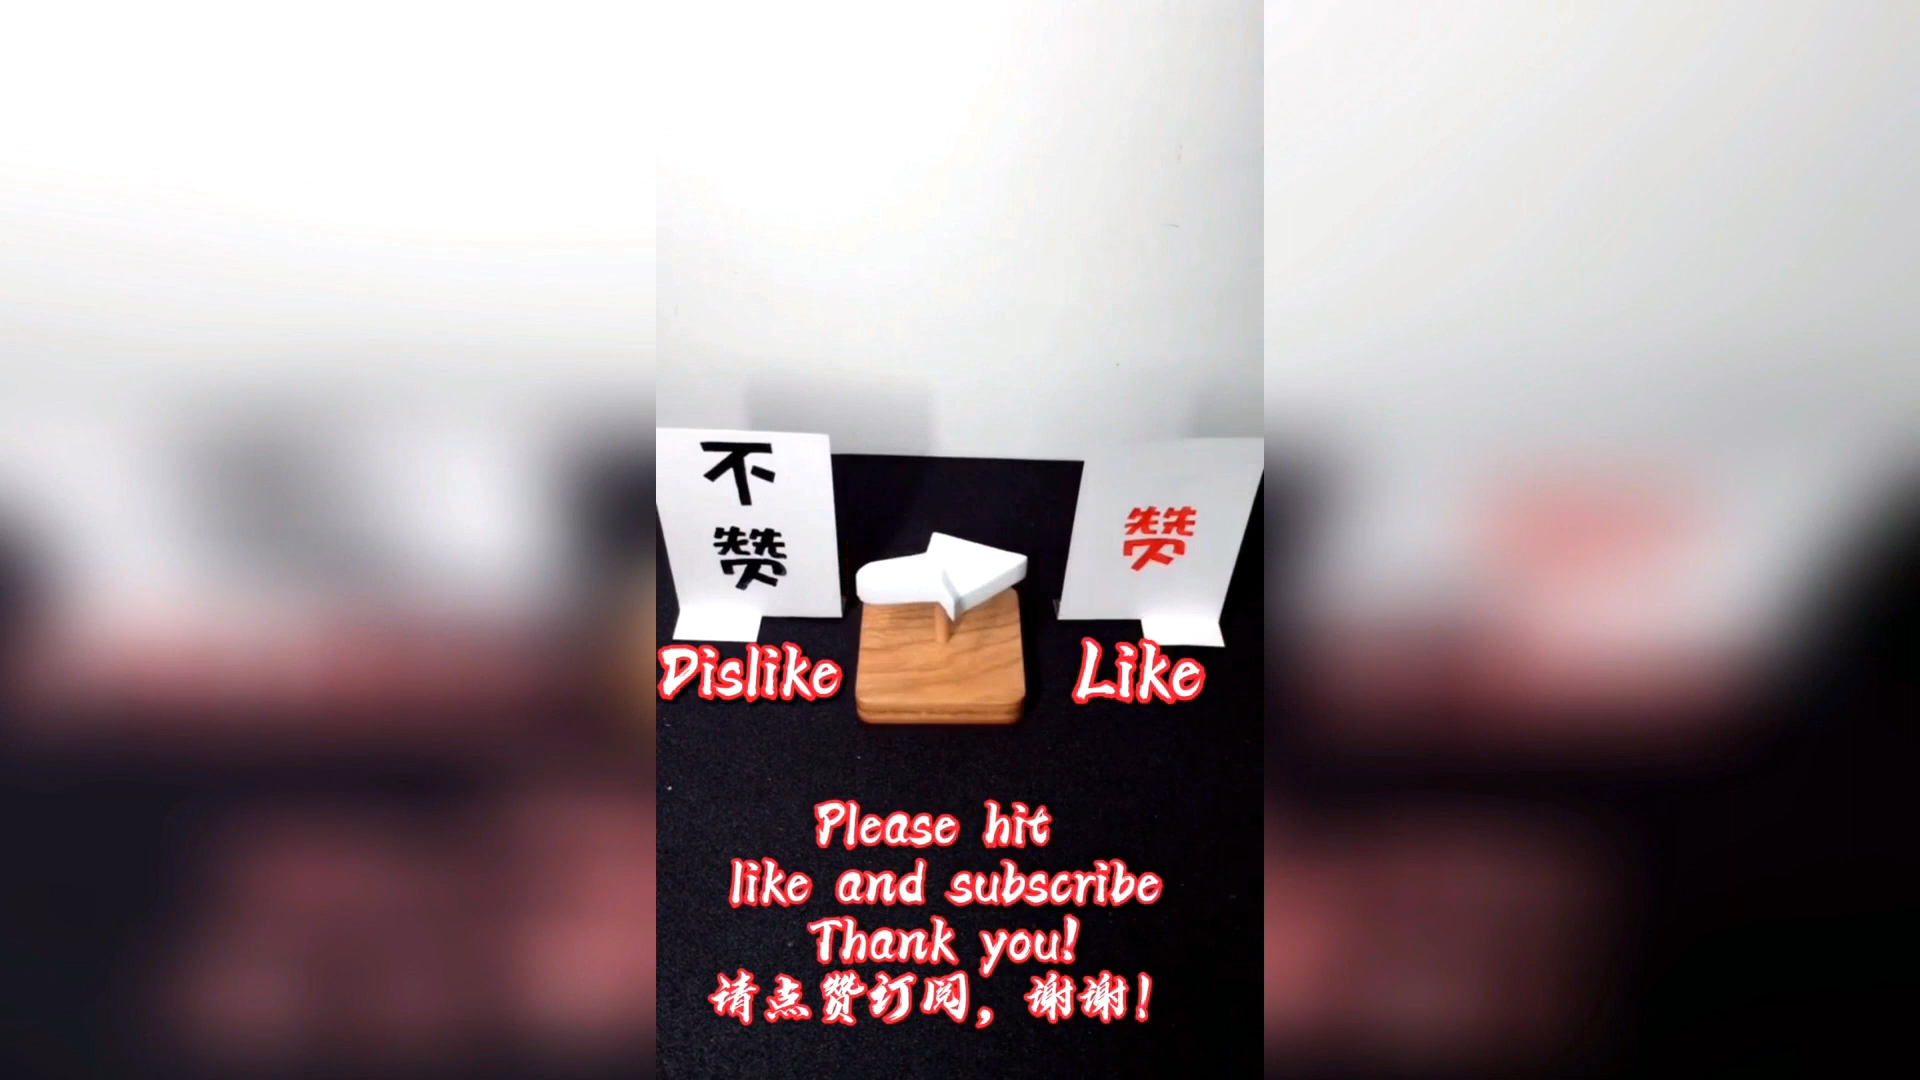 不
赞
赞
Dislike
Like
Please hit
like and subscribe
Thank you!
请点赞订阅，谢谢！